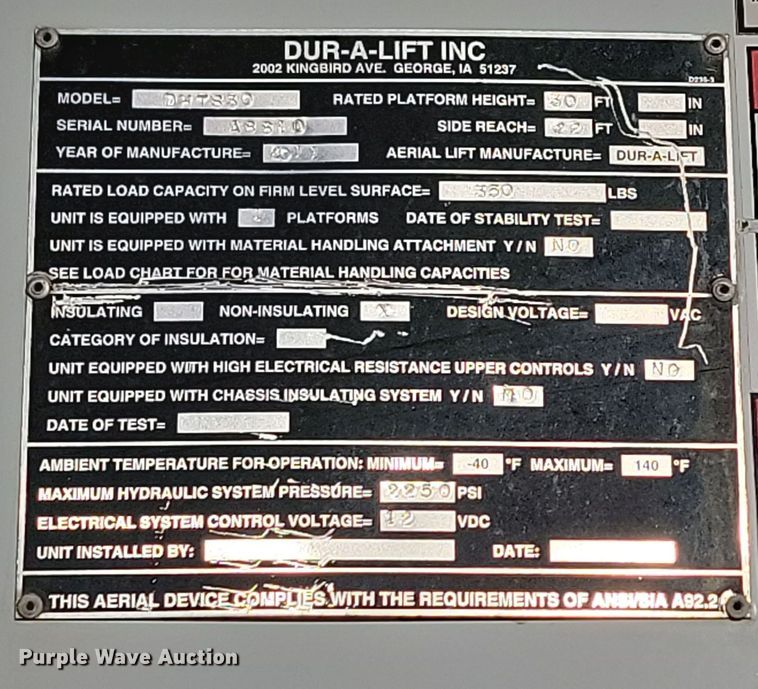 DUR-A-LIFT INC
2002 KINGBIRD AVE. GEORGE, IA 51237
D238-3
MODEL=
RATED PLATFORM HEIGHT= 30 FT IN
SERIAL NUMBER= SIDE REACH= 22 FT IN
YEAR OF MANUFACTURE= AERIAL LIFT MANUFACTURE= DUR-A-LIFT
RATED LOAD CAPACITY ON FIRM LEVEL SURFACE= 350 LBS
UNIT IS EQUIPPED WITH PLATFORMS DATE OF STABILITY TEST=
UNIT IS EQUIPPED WITH MATERIAL HANDLING ATTACHMENT Y/N NO
SEE LOAD CHART FOR FOR MATERIAL HANDLING CAPACITIES
INSULATING NON-INSULATING X DESIGN VOLTAGE= VAC
CATEGORY OF INSULATION=
UNIT EQUIPPED WITH HIGH ELECTRICAL RESISTANCE UPPER CONTROLS Y/N NO
UNIT EQUIPPED WITH CHASSIS INSULATING SYSTEM Y/N NO
DATE OF TEST=
AMBIENT TEMPERATURE FOR OPERATION: MINIMUM= -40 °F MAXIMUM= 140 °F
MAXIMUM HYDRAULIC SYSTEM PRESSURE= 2250 PSI
ELECTRICAL SYSTEM CONTROL VOLTAGE= 12 VDC
UNIT INSTALLED BY: DATE:
THIS AERIAL DEVICE COMPLIES WITH THE REQUIREMENTS OF ANSI/SIA A92.2
Purple Wave Auction